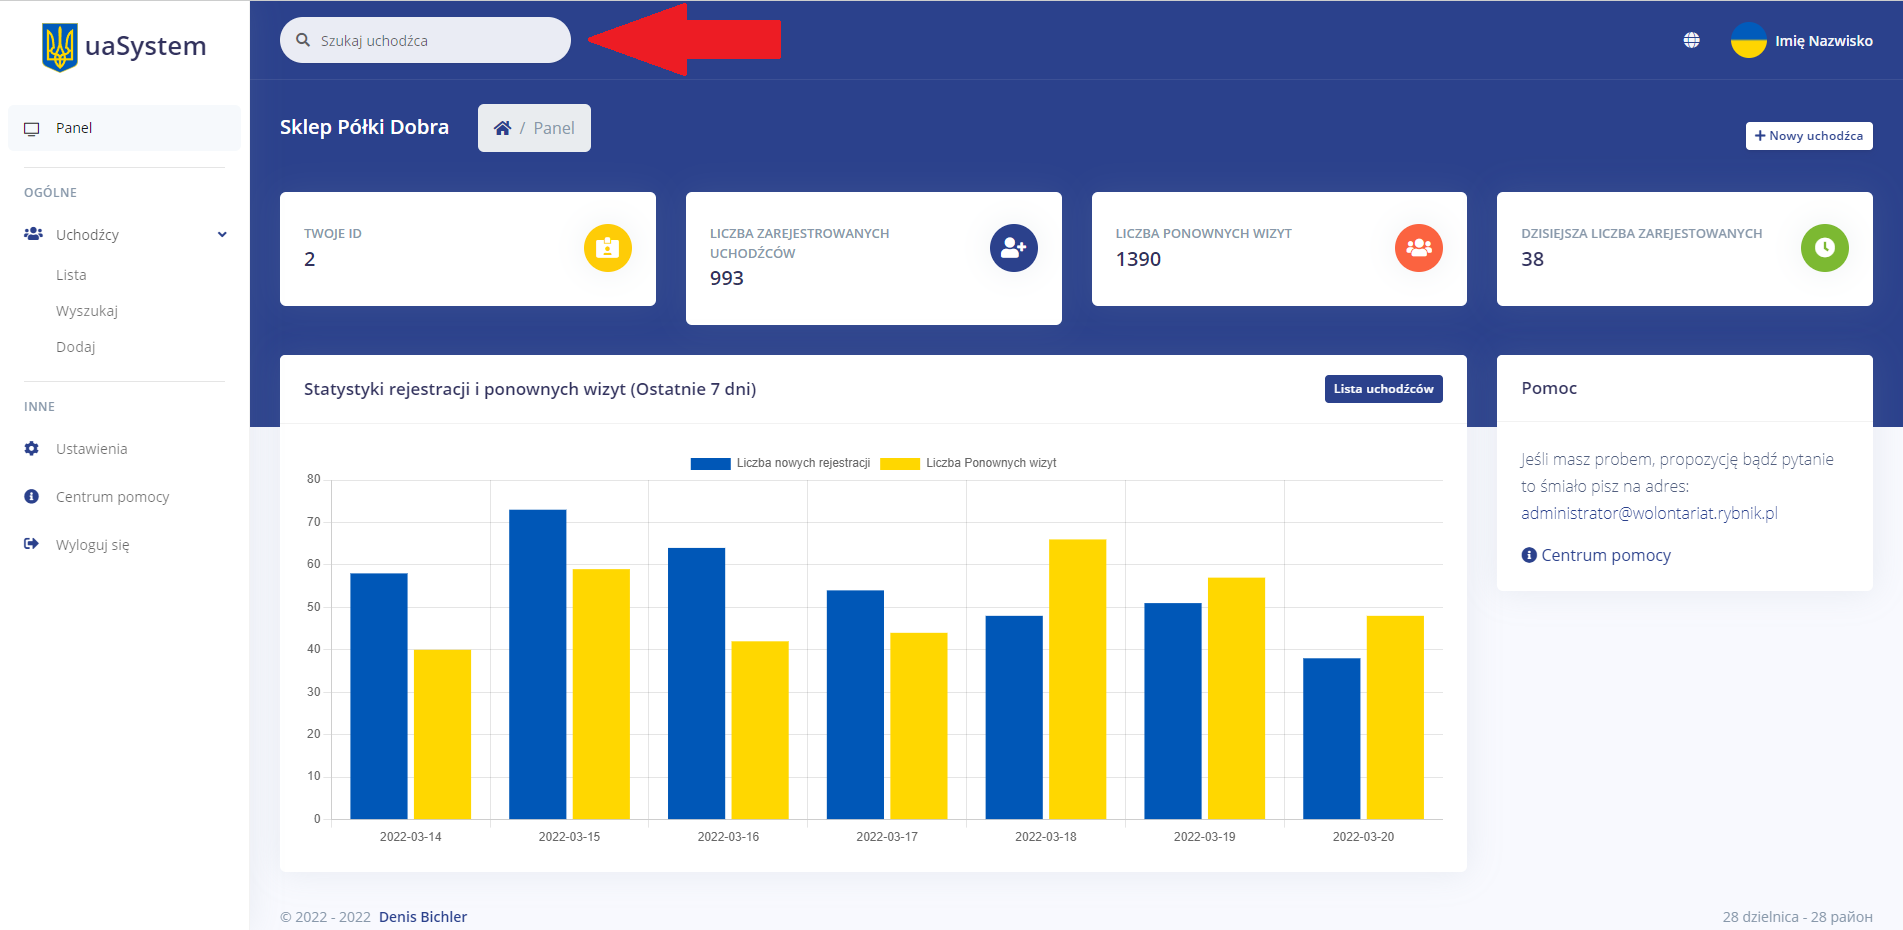 uaSystem
Szukaj uchodźca
Imię Nazwisko
Panel
OGÓLNE
Uchodźcy
Lista
Wyszukaj
Dodaj
INNE
Ustawienia
Centrum pomocy
Wyloguj się
Sklep Półki Dobra
/ Panel
+ Nowy uchodźca
TWOJE ID
2
LICZBA ZAREJESTROWANYCH
UCHODŹCÓW
993
LICZBA PONOWNYCH WIZYT
1390
DZISIEJSZA LICZBA ZAREJESTOWANYCH
38
Statystyki rejestracji i ponownych wizyt (Ostatnie 7 dni)
Lista uchodźców
Liczba nowych rejestracji
Liczba Ponownych wizyt
80
70
60
50
40
30
20
10
0
2022-03-14
2022-03-15
2022-03-16
2022-03-17
2022-03-18
2022-03-19
2022-03-20
Pomoc
Jeśli masz probem, propozycję bądź pytanie
to śmiało pisz na adres:
administrator@wolontariat.rybnik.pl
Centrum pomocy
© 2022 - 2022 Denis Bichler
28 dzielnica - 28 район